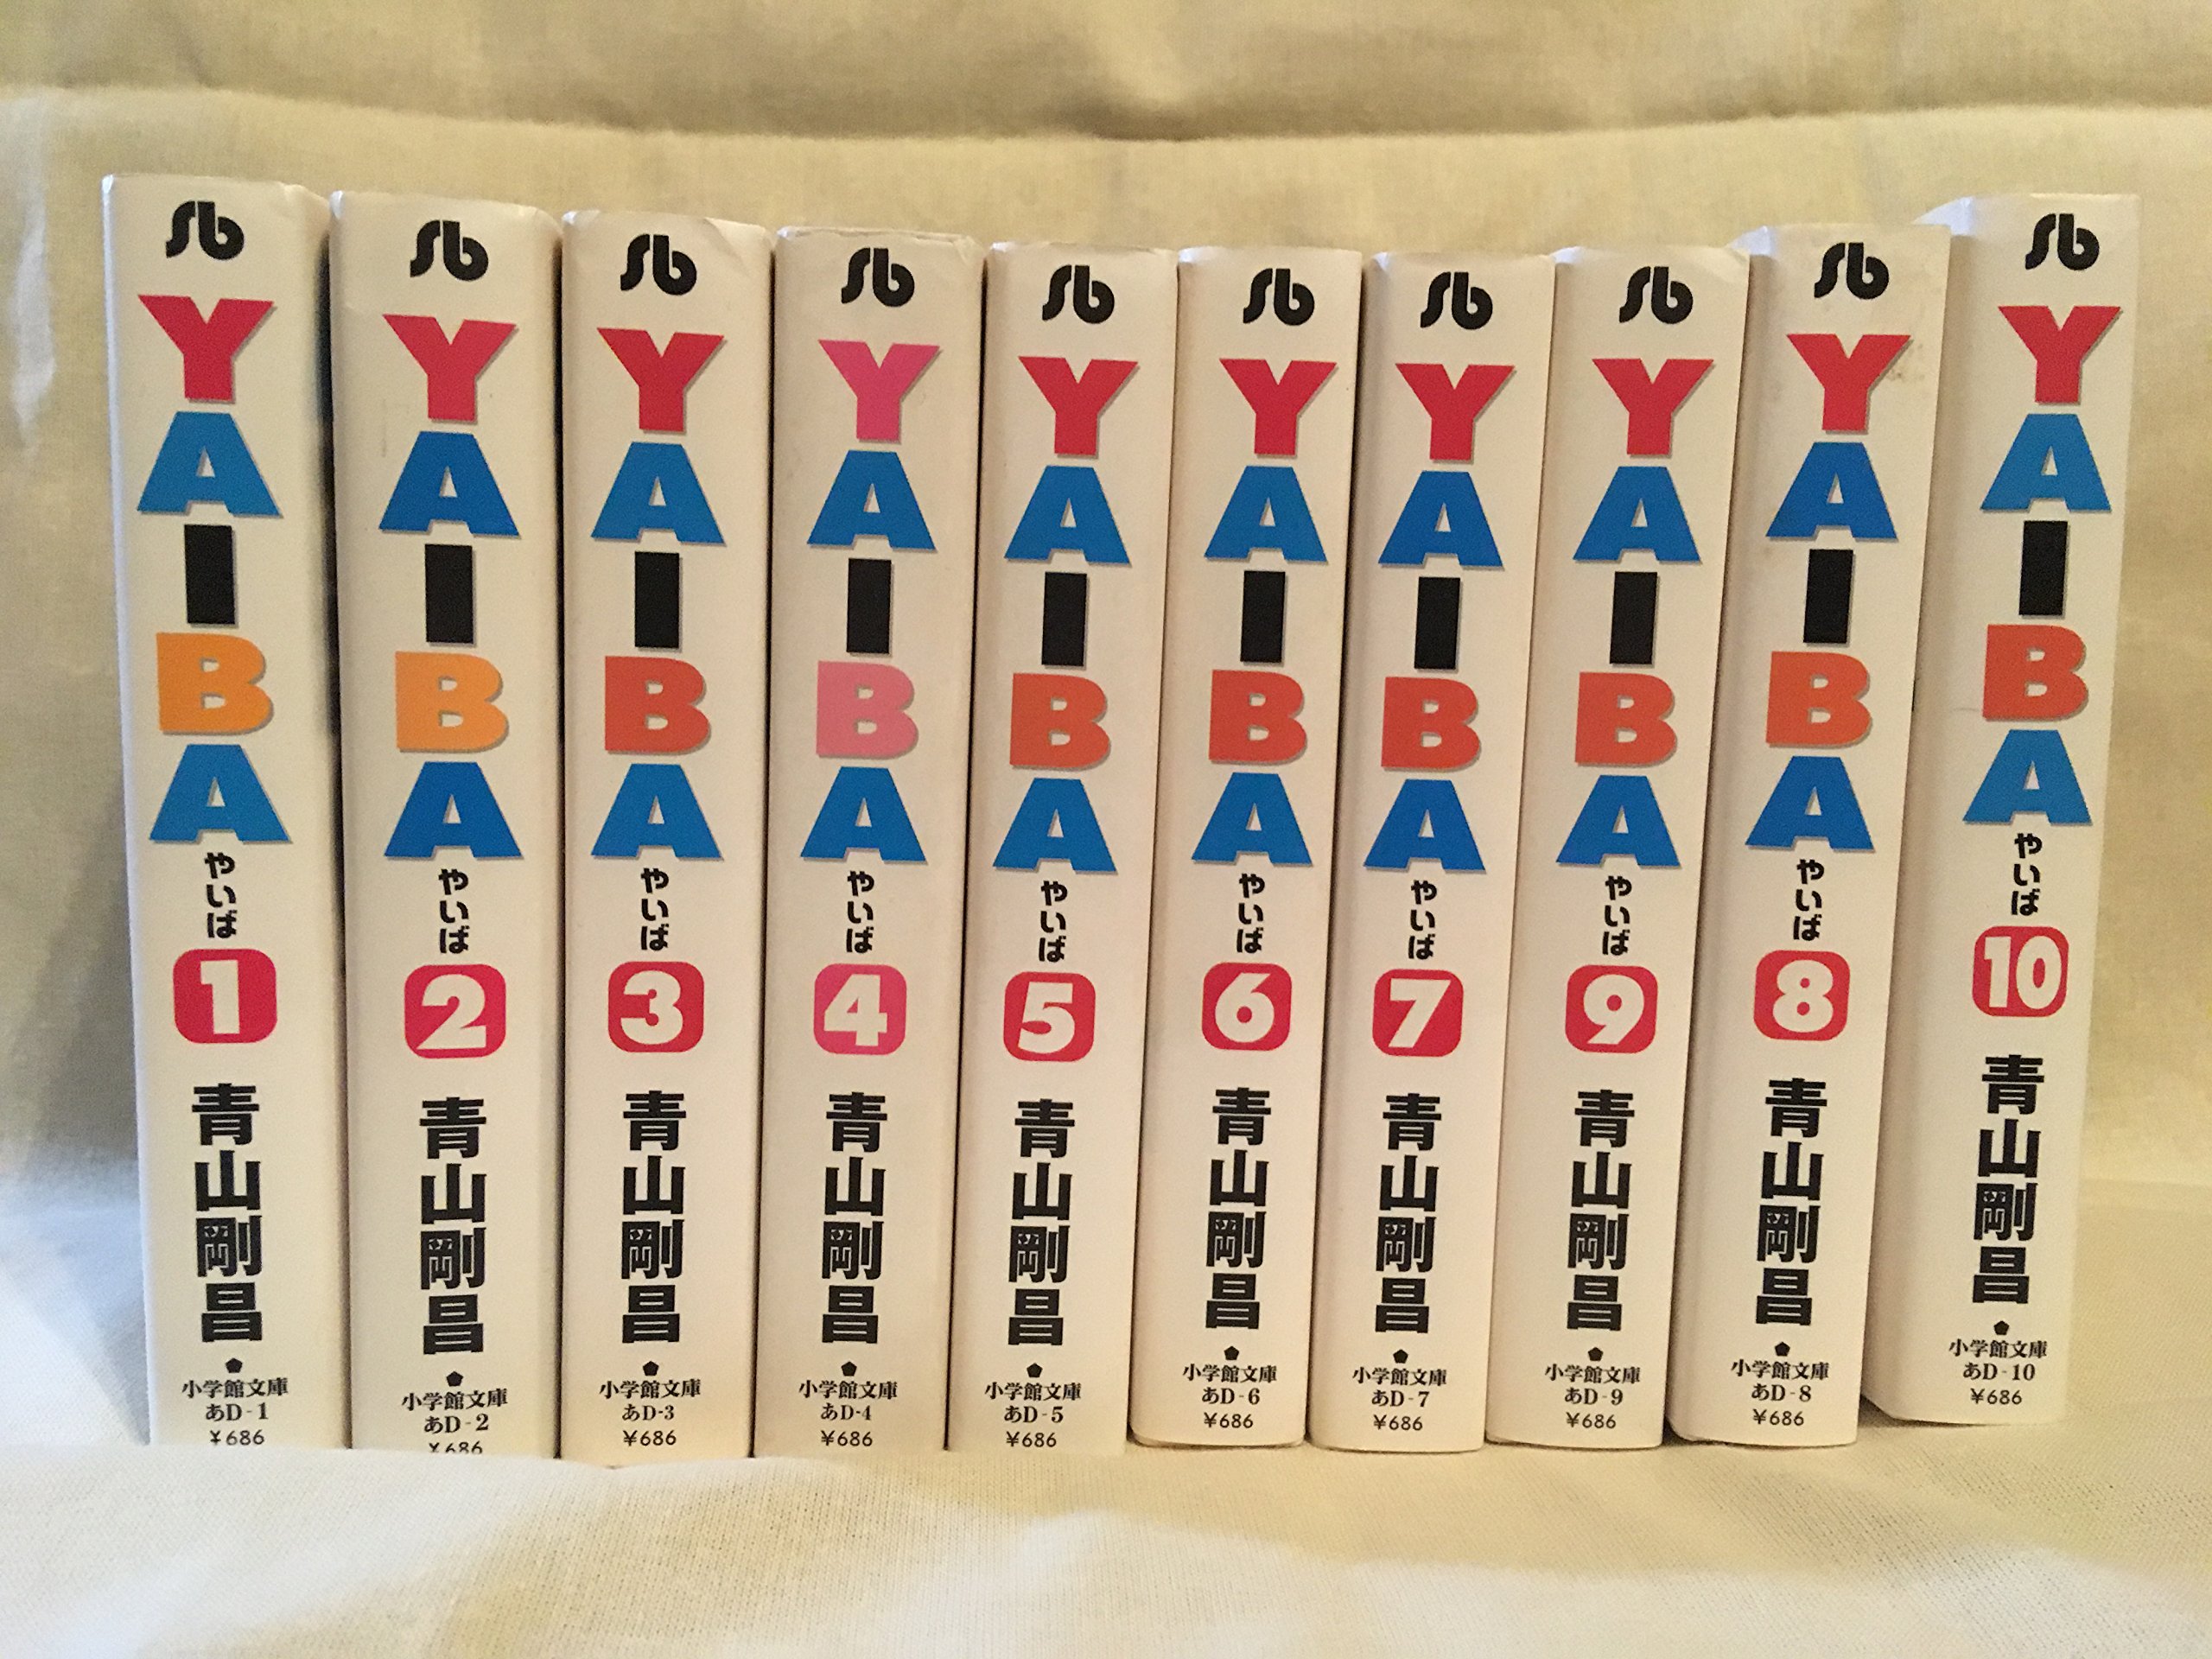 Sb
YAIBA
やいば
1
青山剛昌
小学館文庫
あD-1
¥686
Sb
YAIBA
やいば
2
青山剛昌
小学館文庫
あD-2
¥686
Sb
YAIBA
やいば
3
青山剛昌
小学館文庫
あD-3
¥686
Sb
YAIBA
やいば
4
青山剛昌
小学館文庫
あD-4
¥686
Sb
YAIBA
やいば
5
青山剛昌
小学館文庫
あD-5
¥686
Sb
YAIBA
やいば
6
青山剛昌
小学館文庫
あD-6
¥686
Sb
YAIBA
やいば
7
青山剛昌
小学館文庫
あD-7
¥686
Sb
YAIBA
やいば
9
青山剛昌
小学館文庫
あD-9
¥686
Sb
YAIBA
やいば
8
青山剛昌
小学館文庫
あD-8
¥686
Sb
YAIBA
やいば
10
青山剛昌
小学館文庫
あD-10
¥686